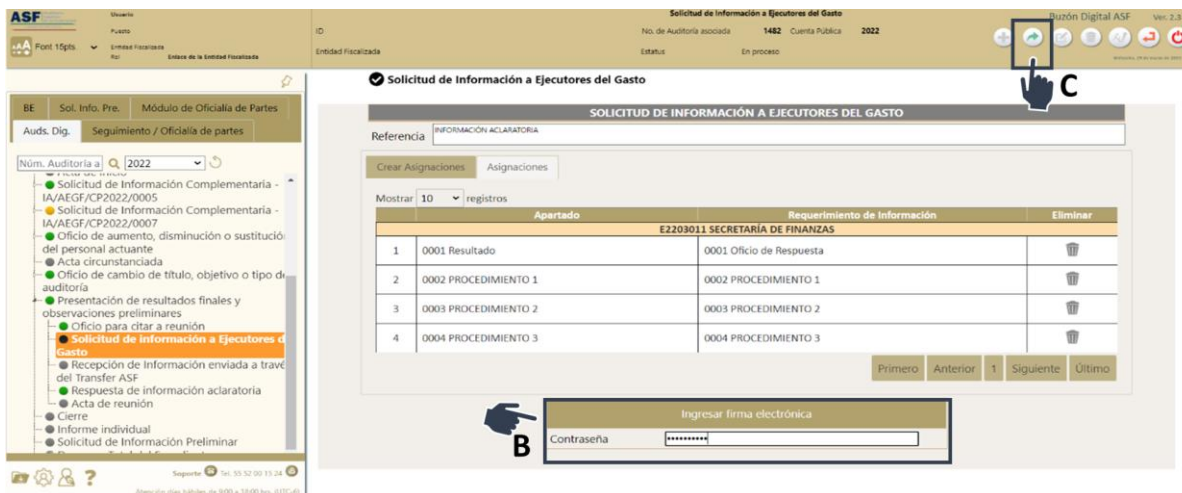 ASF
Usuario
Puesto
Entidad Fiscalizada
Rol Enlace de la Entidad Fiscalizada
Font 15pts.
ID
Entidad Fiscalizada
Solicitud de Información a Ejecutores del Gasto
No. de Auditoría asociada 1482 Cuenta Pública 2022
Estatus En proceso
Buzón Digital ASF Ver. 2.3
C
BE Sol. Info. Pre. Módulo de Oficialía de Partes
Auds. Dig. Seguimiento / Oficialía de partes
Núm. Auditoría a 2022
Acta de Inicio
Solicitud de Información Complementaria -
IA/AEGF/CP2022/0005
Solicitud de Información Complementaria -
IA/AEGF/CP2022/0007
Oficio de aumento, disminución o sustitució
del personal actuante
Acta circunstanciada
Oficio de cambio de título, objetivo o tipo de
auditoría
Presentación de resultados finales y
observaciones preliminares
Oficio para citar a reunión
Solicitud de información a Ejecutores d
Gasto
Recepción de Información enviada a travé
del Transfer ASF
Respuesta de información aclaratoria
Acta de reunión
Cierre
Informe individual
Solicitud de Información Preliminar
Soporte Tel. 55 52 00 15 24
Solicitud de Información a Ejecutores del Gasto
SOLICITUD DE INFORMACIÓN A EJECUTORES DEL GASTO
Referencia INFORMACIÓN ACLARATORIA
Crear Asignaciones Asignaciones
Mostrar 10 registros
Apartado Requerimiento de Información Eliminar
E2203011 SECRETARÍA DE FINANZAS
1 0001 Resultado 0001 Oficio de Respuesta
2 0002 PROCEDIMIENTO 1 0002 PROCEDIMIENTO 1
3 0003 PROCEDIMIENTO 2 0003 PROCEDIMIENTO 2
4 0004 PROCEDIMIENTO 3 0004 PROCEDIMIENTO 3
Primero Anterior 1 Siguiente Último
B
Ingresar firma electrónica
Contraseña ••••••••••